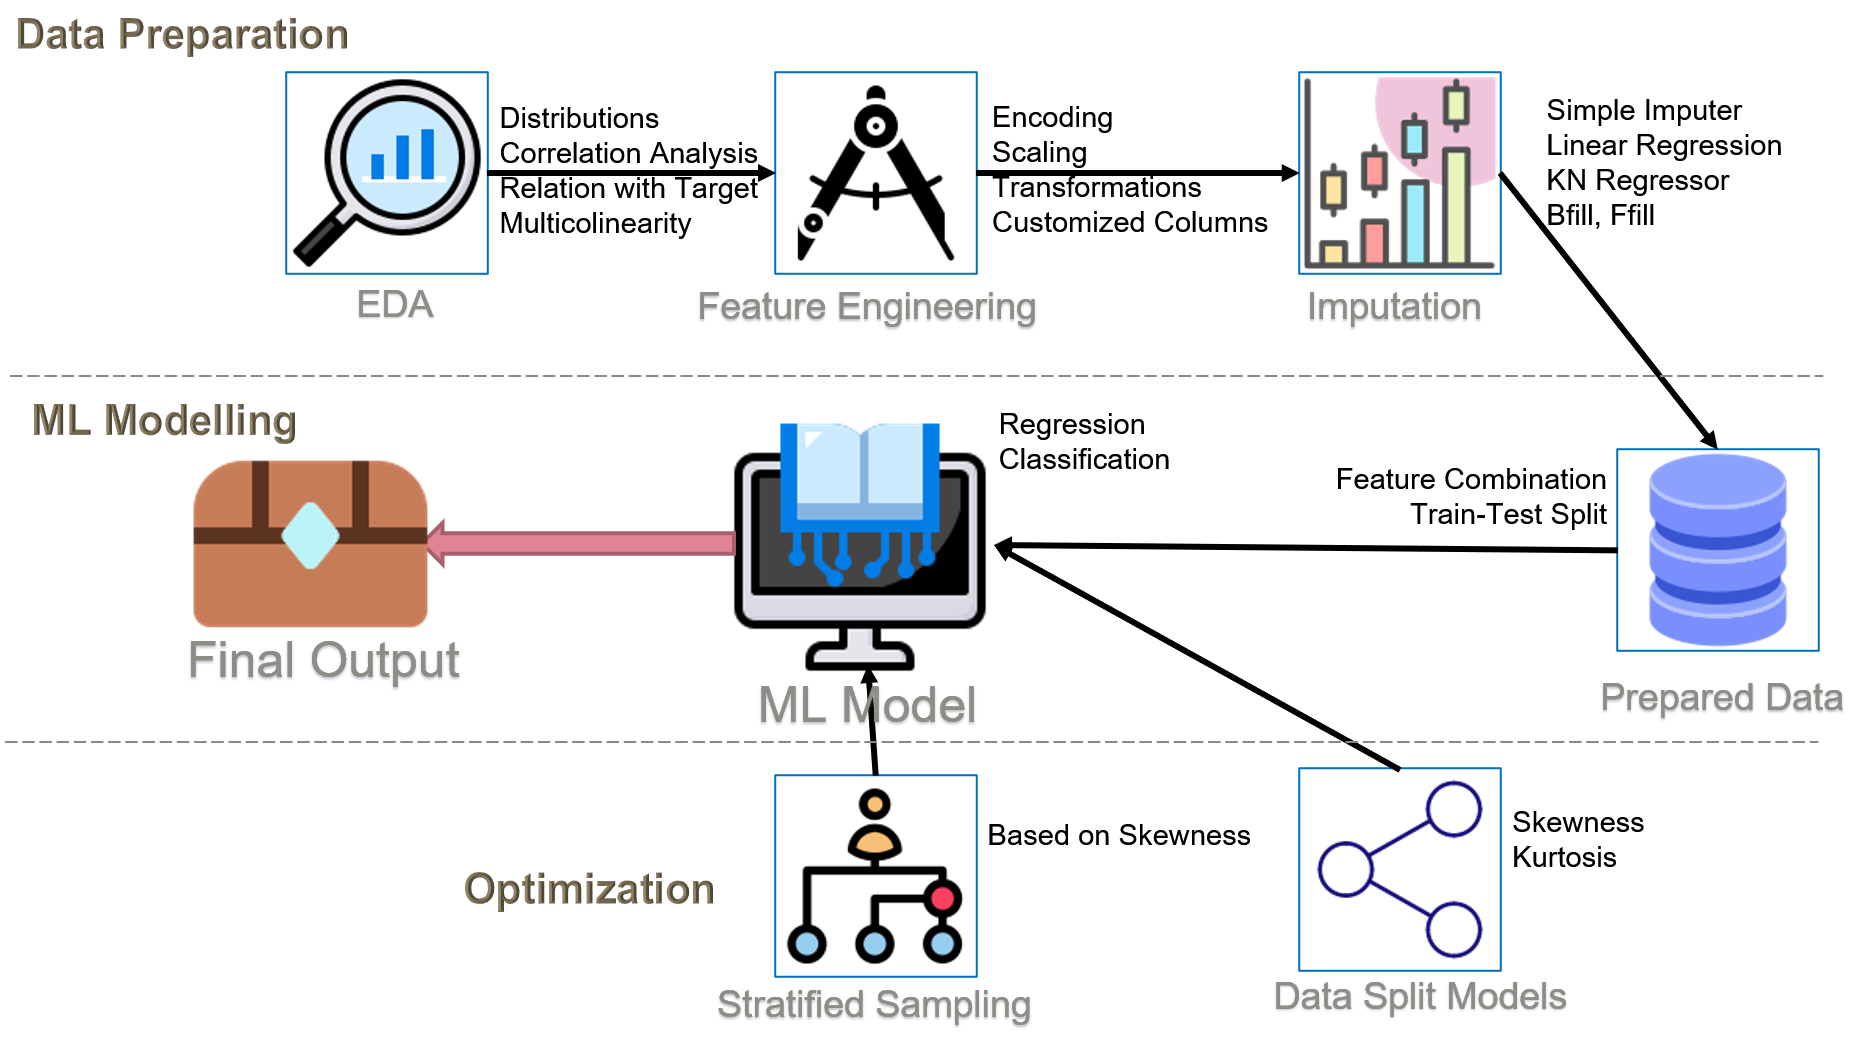 Data Preparation
Distributions
Correlation Analysis
Relation with Target
Multicolinearity
Encoding
Scaling
Transformations
Customized Columns
Simple Imputer
Linear Regression
KN Regressor
Bfill, Ffill
EDA
Feature Engineering
Imputation
ML Modelling
Regression
Classification
Feature Combination
Train-Test Split
Final Output
ML Model
Prepared Data
Optimization
Based on Skewness
Skewness
Kurtosis
Stratified Sampling
Data Split Models